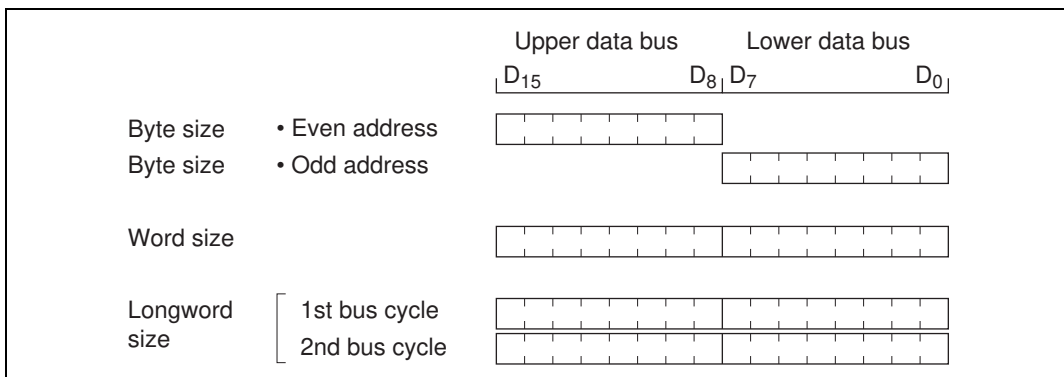 Upper data bus Lower data bus
D15 D8 D7 D0
Byte size • Even address
Byte size • Odd address
Word size
Longword size 1st bus cycle
2nd bus cycle